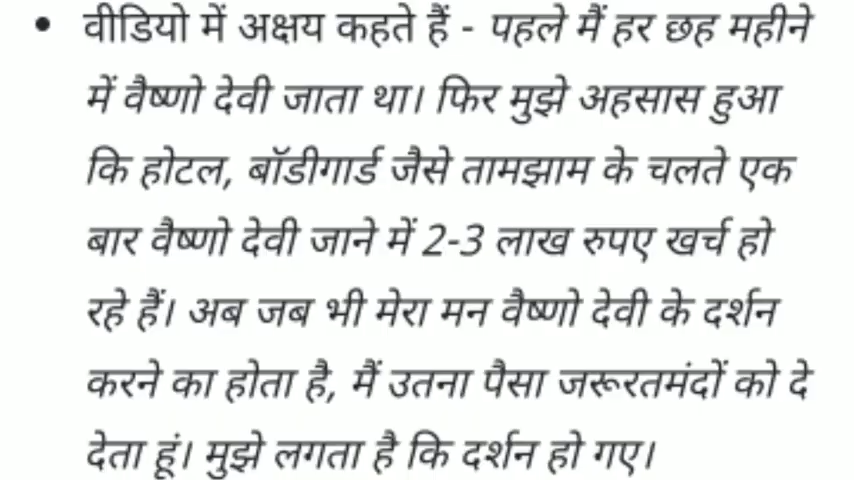 • वीडियो में अक्षय कहते हैं - पहले मैं हर छह महीने
में वैष्णो देवी जाता था। फिर मुझे अहसास हुआ
कि होटल, बॉडीगार्ड जैसे तामझाम के चलते एक
बार वैष्णो देवी जाने में 2-3 लाख रुपए खर्च हो
रहे हैं। अब जब भी मेरा मन वैष्णो देवी के दर्शन
करने का होता है, मैं उतना पैसा जरूरतमंदों को दे
देता हूं। मुझे लगता है कि दर्शन हो गए।